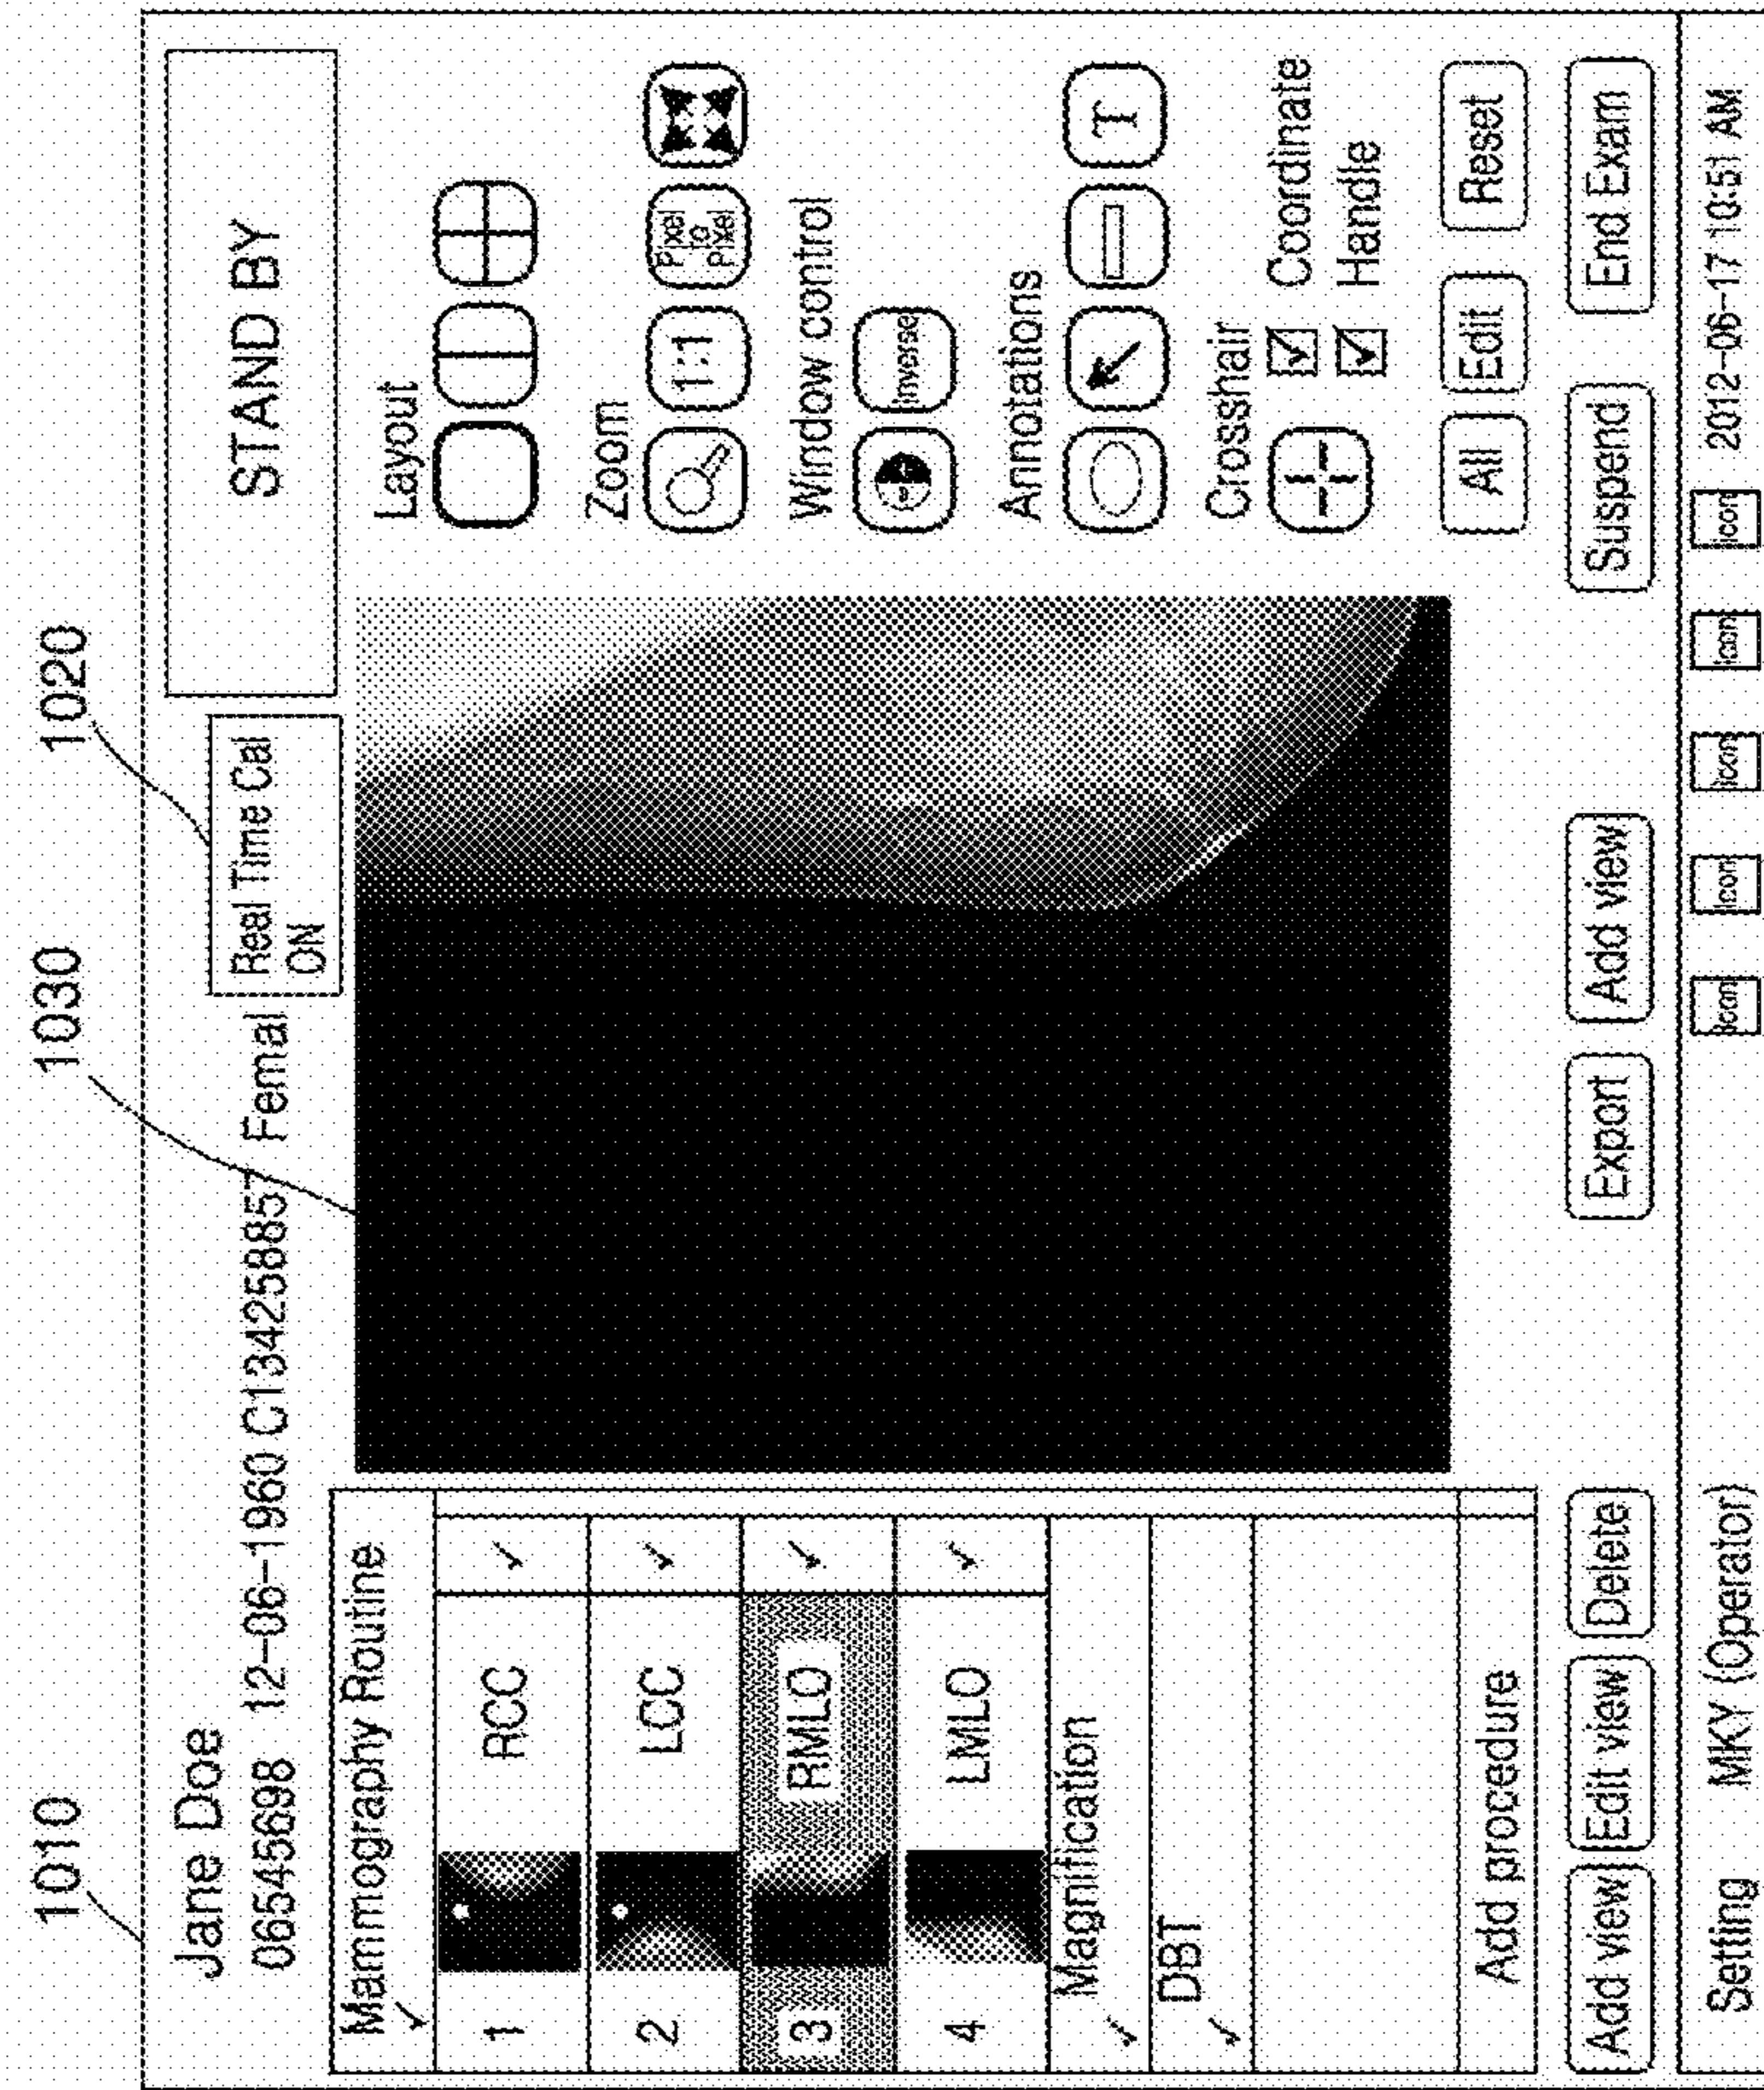 1010
1030
1020
Jane Doe
06545698 12-06-1960 C134258857 Femal
Real Time Cal
ON
STAND BY
Mammography Routine
✓
1 RCC ✓
2 LCC ✓
3 RMLO ✓
4 LMLO ✓
Magnification
✓
DBT
✓
Add procedure
Add view Edit view Delete
Export Add view
Layout
Zoom
1:1 Pixel
to
Pixel
Window control
Inverse
Annotations
T
Crosshair
Coordinate
Handle
All Edit Reset
Suspend End Exam
Setting MKY (Operator) Icon Icon Icon Icon Icon 2012-06-17 10:51 AM